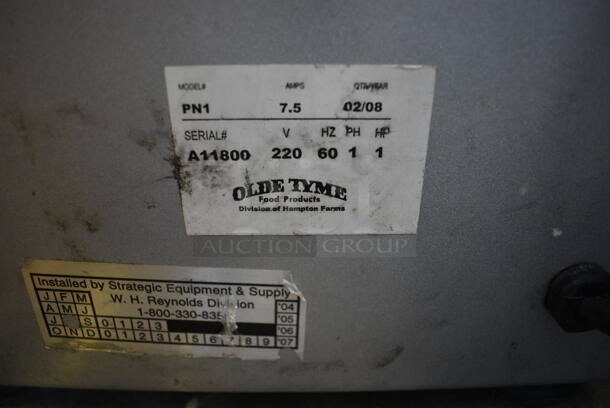 MODEL# AMPS QTR/YEAR
PN1 7.5 02/08
SERIAL# V HZ PH HP
A11800 220 60 1 1
OLDE TYME
Food Products
Division of Hampton Farms
AUCTION GROUP
Installed by Strategic Equipment & Supply
W. H. Reynolds Division
1-800-330-835
J F M '04
A M J '05
J S 0 1 2 3 '06
O N D 0 1 2 3 4 5 6 7 8 9 '07